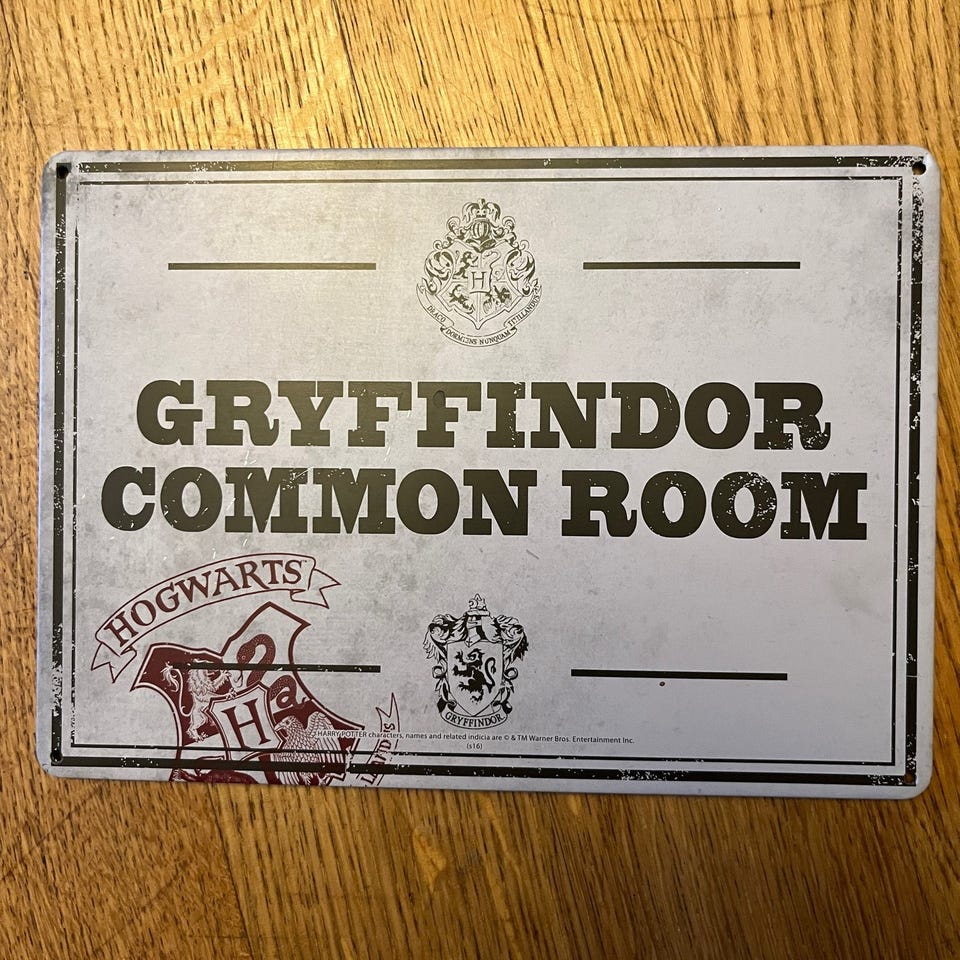 H
DRACO DORMIENS NUNQUAM TITILLANDUS
GRYFFINDOR
COMMON ROOM
HOGWARTS
H
GRYFFINDOR
HARRY POTTER characters, names and related indicia are © & TM Warner Bros. Entertainment Inc.
(s16)